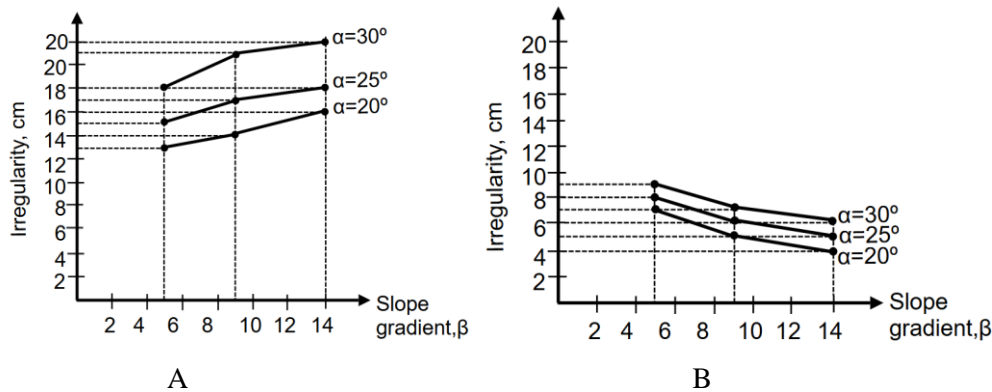 Irregularity, cm
20
20
18
16
14
12
10
8
6
4
2
α=30º
α=25º
α=20º
2 4 6 8 10 12 14
Slope
gradient,β
A
Irregularity, cm
20
18
16
14
12
10
8
6
4
2
α=30º
α=25º
α=20º
2 4 6 8 10 12 14
Slope
gradient,β
B